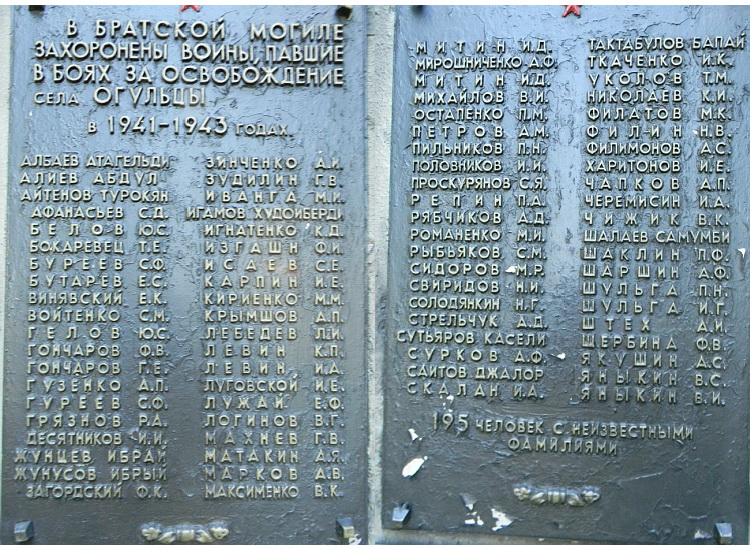 В БРАТСКОЙ МОГИЛЕ
ЗАХОРОНЕНЫ ВОИНЫ, ПАВШИЕ
В БОЯХ ЗА ОСВОБОЖДЕНИЕ
СЕЛА ОГУЛЬЦЫ
В 1941-1943 ГОДАХ.
АЛБАЕВ АТАГЕЛЬДИ
АЛИЕВ АБДУЛ
АЙТЕНОВ ТУРОКЯН
АФАНАСЬЕВ С.Д.
БЕЛОВ Ю.С.
БОЖАРЕВЕЦ Т.Е.
БУРЕЕВ С.Ф.
БУТАРЕВ Е.С.
ВИНЯВСКИЙ Е.К.
ВОЙТЕНКО С.М.
ГЕЛОВ Ю.С.
ГОНЧАРОВ Ф.В.
ГОНЧАРОВ Г.Е.
ГУЗЕНКО А.П.
ГУРЕЕВ С.Ф.
ГРЯЗНОВ Р.А.
ДЕСЯТНИКОВ И.И.
ЖУНЦЕВ ИБРАЙ
ЖУНУСОВ ИБРЫЙ
ЗАГОРДСКИЙ Ф.К.
ЗИНЧЕНКО А.И.
ЗУДИЛИН Г.В.
ИВАНГА М.И.
ИГАМОВ ХУДОЙБЕРДИ
ИГНАТЕНКО К.Д.
ИЗГАШН Ф.И.
ИСАЕВ С.Е.
КАРПИН И.Е.
КИРИЕНКО М.М.
КРЫМШОВ А.П.
ЛЕБЕДЕВ Л.И.
ЛЕВИН К.П.
ЛЕВИН И.А.
ЛУГОВСКОЙ И.Е.
ЛУЖАЙ Е.Ф.
ЛОГИНОВ В.Г.
МАХНЕВ Г.В.
МАТАКИН А.Я.
МАРКОВ А.В.
МАКСИМЕНКО В.К.
МИТИН И.Д.
МИРОШНИЧЕНКО А.Ф.
МИТИН И.Д.
МИХАЙЛОВ В.И.
ОСТАПЕНКО П.М.
ПЕТРОВ А.М.
ПИЛЬНИКОВ П.Н.
ПОЛОВНИКОВ И.И.
ПРОСКУРЯНОВ С.Я.
РЕПИН П.А.
РЯБЧИКОВ А.Д.
РОМАНЕНКО М.И.
РЫБЬЯКОВ С.М.
СИДОРОВ М.Р.
СВИРИДОВ Н.И.
СОЛОДЯНКИН Н.Г.
СТРЕЛЬЧУК А.Д.
СУТЬЯРОВ КАСЕЛИ
СУРКОВ А.Ф.
САИТОВ ДЖАЛОР
СКАЛАН И.А.
ТАКТАБУЛОВ БАПАЙ
ТКАЧЕНКО И.К.
УКОЛОВ Т.М.
НИКОЛАЕВ К.И.
ФИЛАТОВ М.К.
ФИЛИН Н.В.
ФИЛИМОНОВ А.С.
ХАРИТОНОВ И.Е.
ЧАПКОВ А.П.
ЧЕРЕМИСИН И.А.
ЧИЖИК В.К.
ШАЛАЕВ САМУМБИ
ШАКЛИН П.Ф.
ШАРШИН А.Ф.
ШУЛЬГА П.Н.
ШУЛЬГА И.Г.
ШТЕХ А.И.
ЩЕРБИНА Ф.В.
ЯКУШИН А.С.
ЯНЫКИН В.С.
ЯНЫКИН В.И.
195 ЧЕЛОВЕК С НЕИЗВЕСТНЫМИ
ФАМИЛИЯМИ